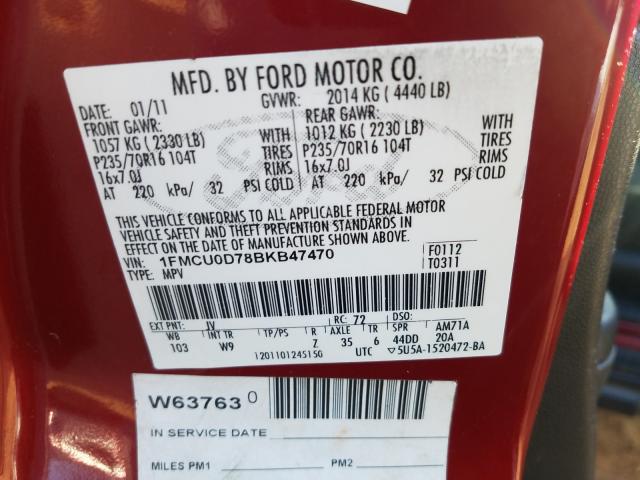 MFD. BY FORD MOTOR CO.
DATE: 01/11 GVWR: 2014 KG ( 4440 LB)
FRONT GAWR: REAR GAWR:
1057 KG ( 2330 LB) WITH 1012 KG ( 2230 LB) WITH
P235/70R16 104T TIRES P235/70R16 104T TIRES
16x7.0J RIMS 16x7.0J RIMS
AT 220 kPa/ 32 PSI COLD AT 220 kPa/ 32 PSI COLD
THIS VEHICLE CONFORMS TO ALL APPLICABLE FEDERAL MOTOR
VEHICLE SAFETY AND THEFT PREVENTION STANDARDS IN
EFFECT ON THE DATE OF MANUFACTURE SHOWN ABOVE.
VIN: 1FMCU0D78BKB47470 F0112
TYPE: MPV T0311
EXT PNT: JV RC: 72 DSO:
WB INT TR TP/PS R AXLE TR SPR AM71A
103 W9 Z 35 6 44DD 20A
1201101245150 UTC ▽5U5A-1520472-BA
W63763 0
IN SERVICE DATE
MILES PM1 PM2